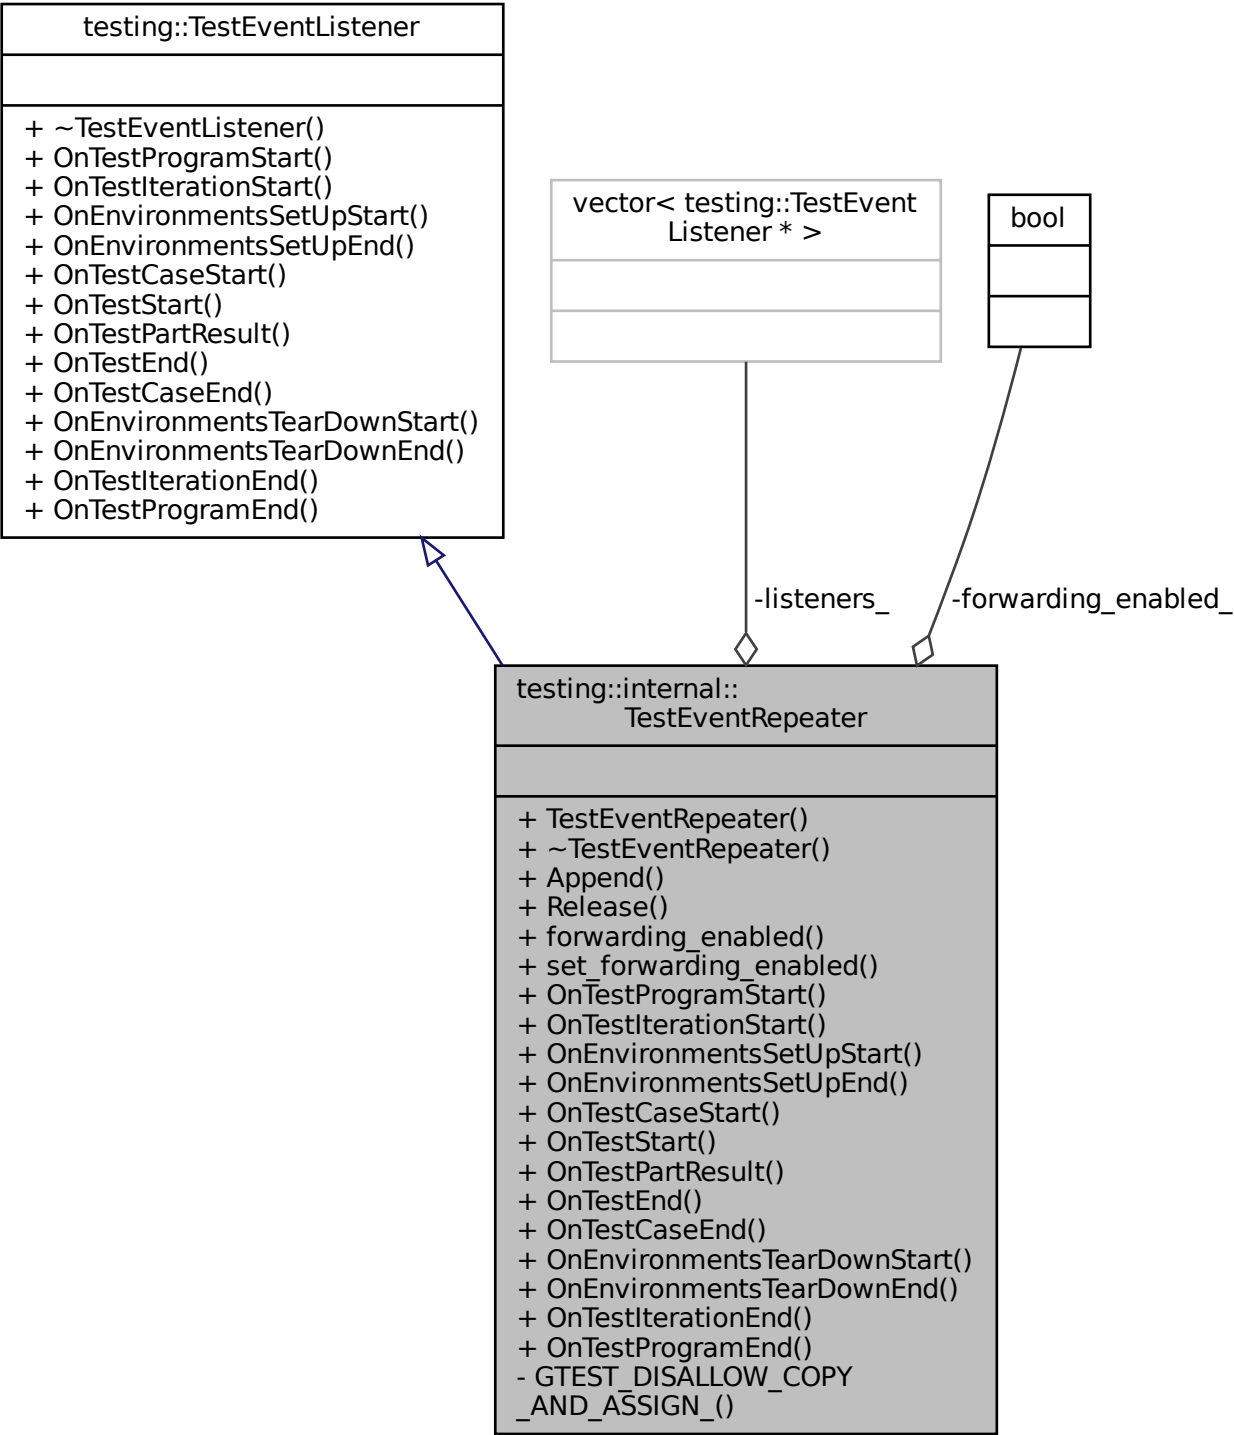 testing::TestEventListener
+ ~TestEventListener()
+ OnTestProgramStart()
+ OnTestIterationStart()
+ OnEnvironmentsSetUpStart()
+ OnEnvironmentsSetUpEnd()
+ OnTestCaseStart()
+ OnTestStart()
+ OnTestPartResult()
+ OnTestEnd()
+ OnTestCaseEnd()
+ OnEnvironmentsTearDownStart()
+ OnEnvironmentsTearDownEnd()
+ OnTestIterationEnd()
+ OnTestProgramEnd()
vector< testing::TestEvent
Listener * >
bool
-listeners_
-forwarding_enabled_
testing::internal::
TestEventRepeater
+ TestEventRepeater()
+ ~TestEventRepeater()
+ Append()
+ Release()
+ forwarding_enabled()
+ set_forwarding_enabled()
+ OnTestProgramStart()
+ OnTestIterationStart()
+ OnEnvironmentsSetUpStart()
+ OnEnvironmentsSetUpEnd()
+ OnTestCaseStart()
+ OnTestStart()
+ OnTestPartResult()
+ OnTestEnd()
+ OnTestCaseEnd()
+ OnEnvironmentsTearDownStart()
+ OnEnvironmentsTearDownEnd()
+ OnTestIterationEnd()
+ OnTestProgramEnd()
- GTEST_DISALLOW_COPY
_AND_ASSIGN_()